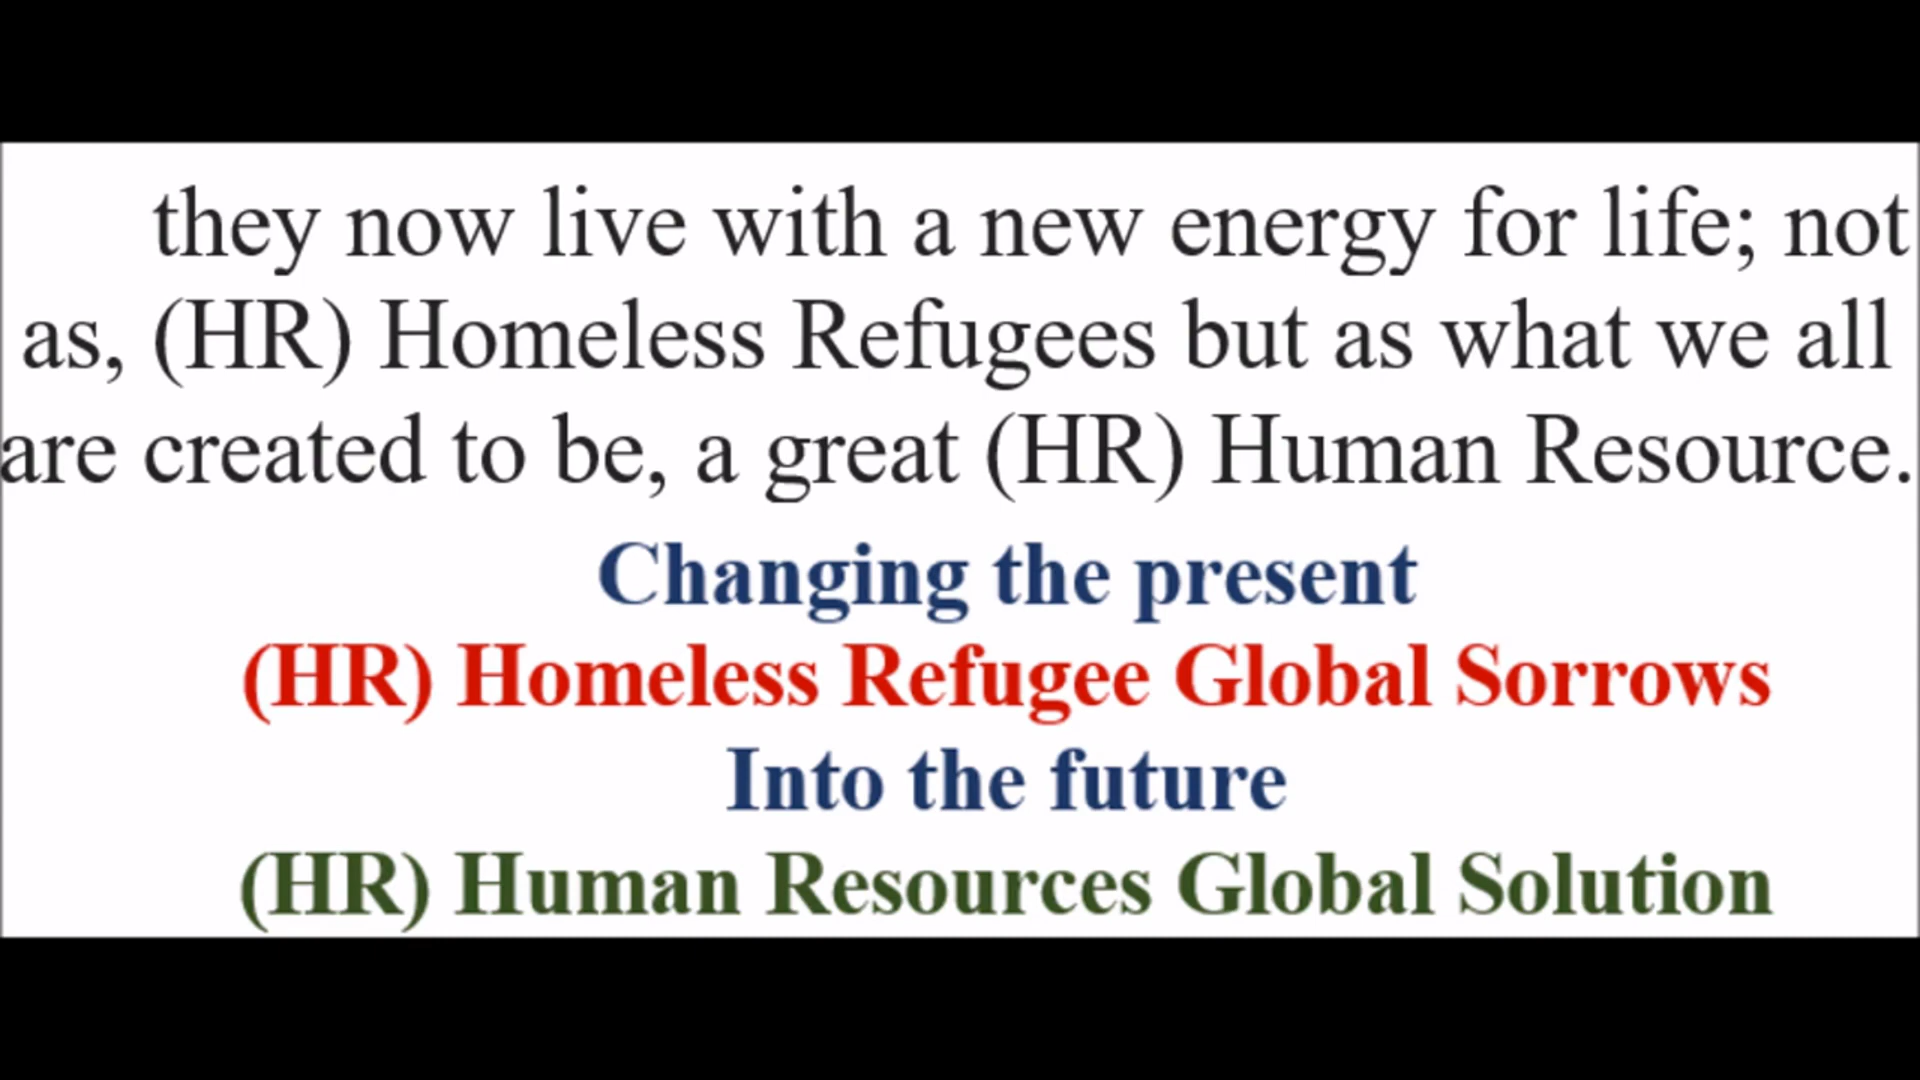 they now live with a new energy for life; not
as, (HR) Homeless Refugees but as what we all
are created to be, a great (HR) Human Resource.
Changing the present
(HR) Homeless Refugee Global Sorrows
Into the future
(HR) Human Resources Global Solution